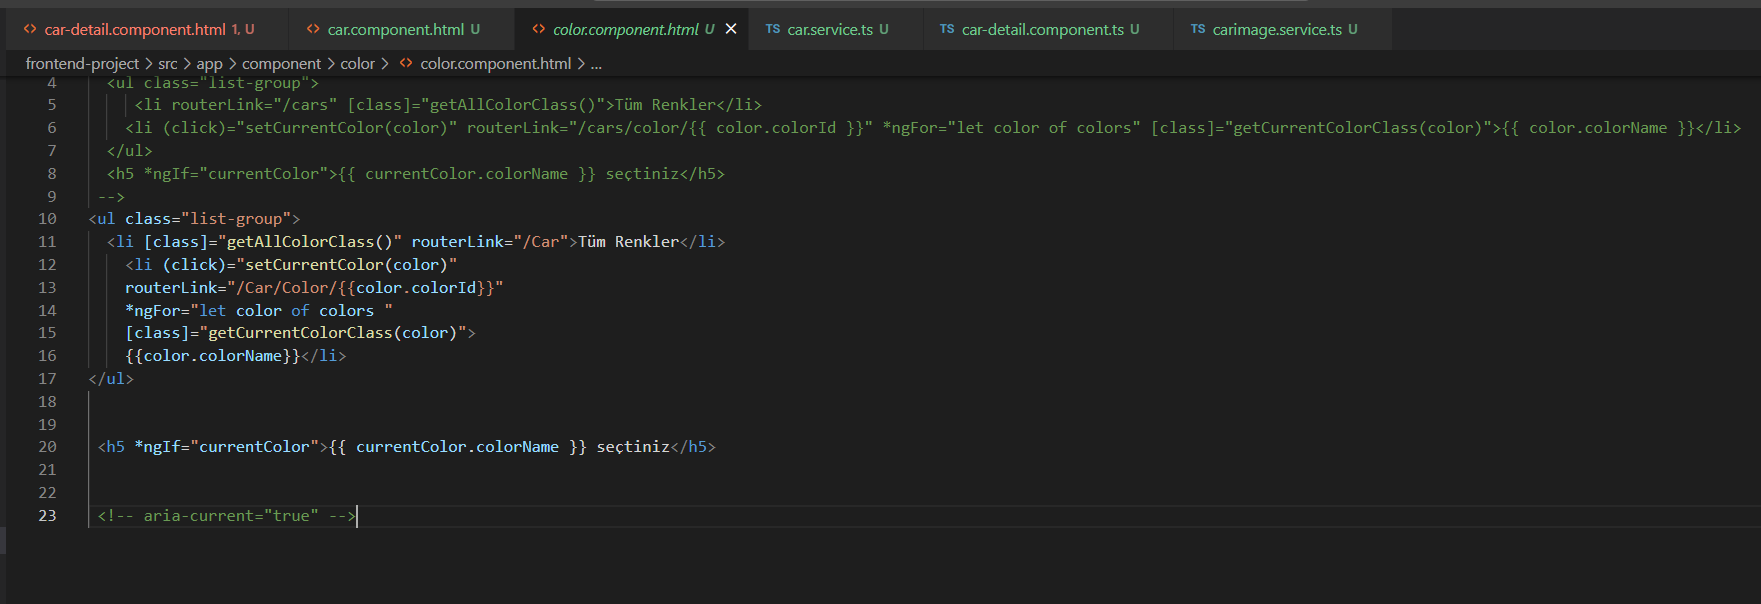 car-detail.component.html 1, U
car.component.html U
color.component.html U
TS car.service.ts U
TS car-detail.component.ts U
TS carimage.service.ts U
frontend-project > src > app > component > color > color.component.html > ...
4 <ul class="list-group">
5 <li routerLink="/cars" [class]="getAllColorClass()">Tüm Renkler</li>
6 <li (click)="setCurrentColor(color)" routerLink="/cars/color/{{ color.colorId }}" *ngFor="let color of colors" [class]="getCurrentColorClass(color)">{{ color.colorName }}</li>
7 </ul>
8 <h5 *ngIf="currentColor">{{ currentColor.colorName }} seçtiniz</h5>
9 -->
10 <ul class="list-group">
11 <li [class]="getAllColorClass()" routerLink="/Car">Tüm Renkler</li>
12 <li (click)="setCurrentColor(color)"
13 routerLink="/Car/Color/{{color.colorId}}"
14 *ngFor="let color of colors "
15 [class]="getCurrentColorClass(color)">
16 {{color.colorName}}</li>
17 </ul>
18
19
20 <h5 *ngIf="currentColor">{{ currentColor.colorName }} seçtiniz</h5>
21
22
23 <!-- aria-current="true" -->